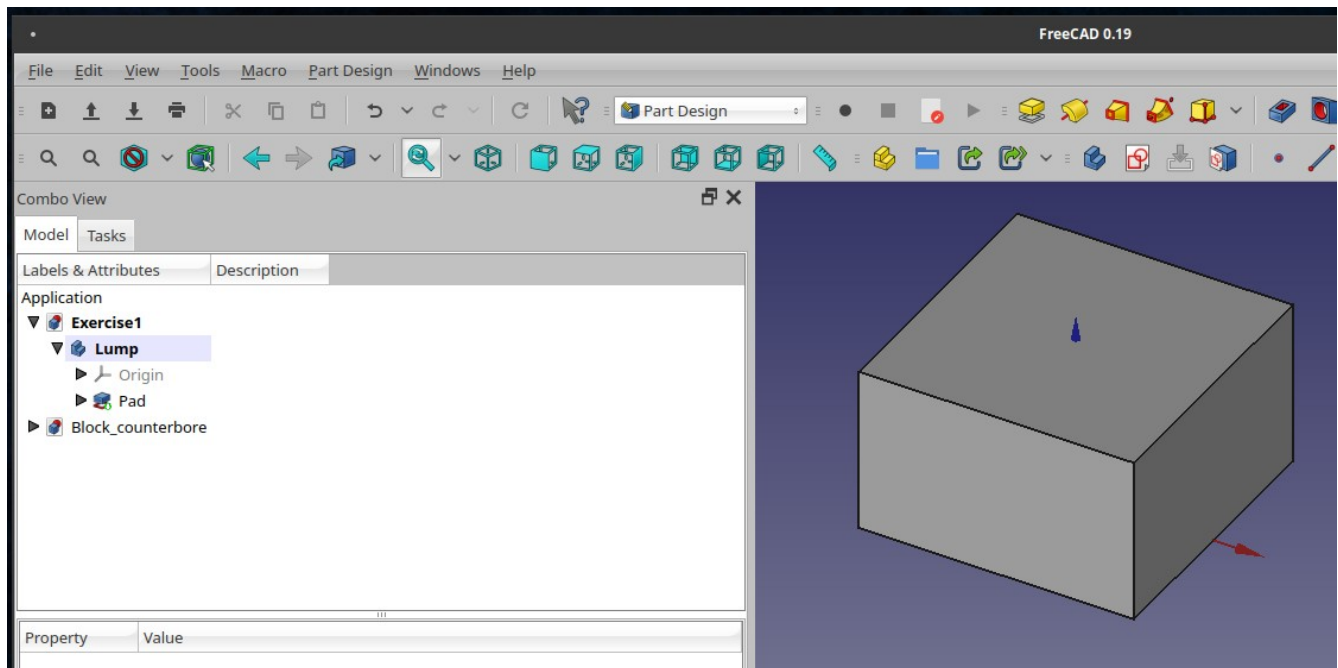 FreeCAD 0.19
File Edit View Tools Macro Part Design Windows Help
Part Design
Combo View
Model Tasks
Labels & Attributes Description
Application
Exercise1
Lump
Origin
Pad
Block_counterbore
Property Value